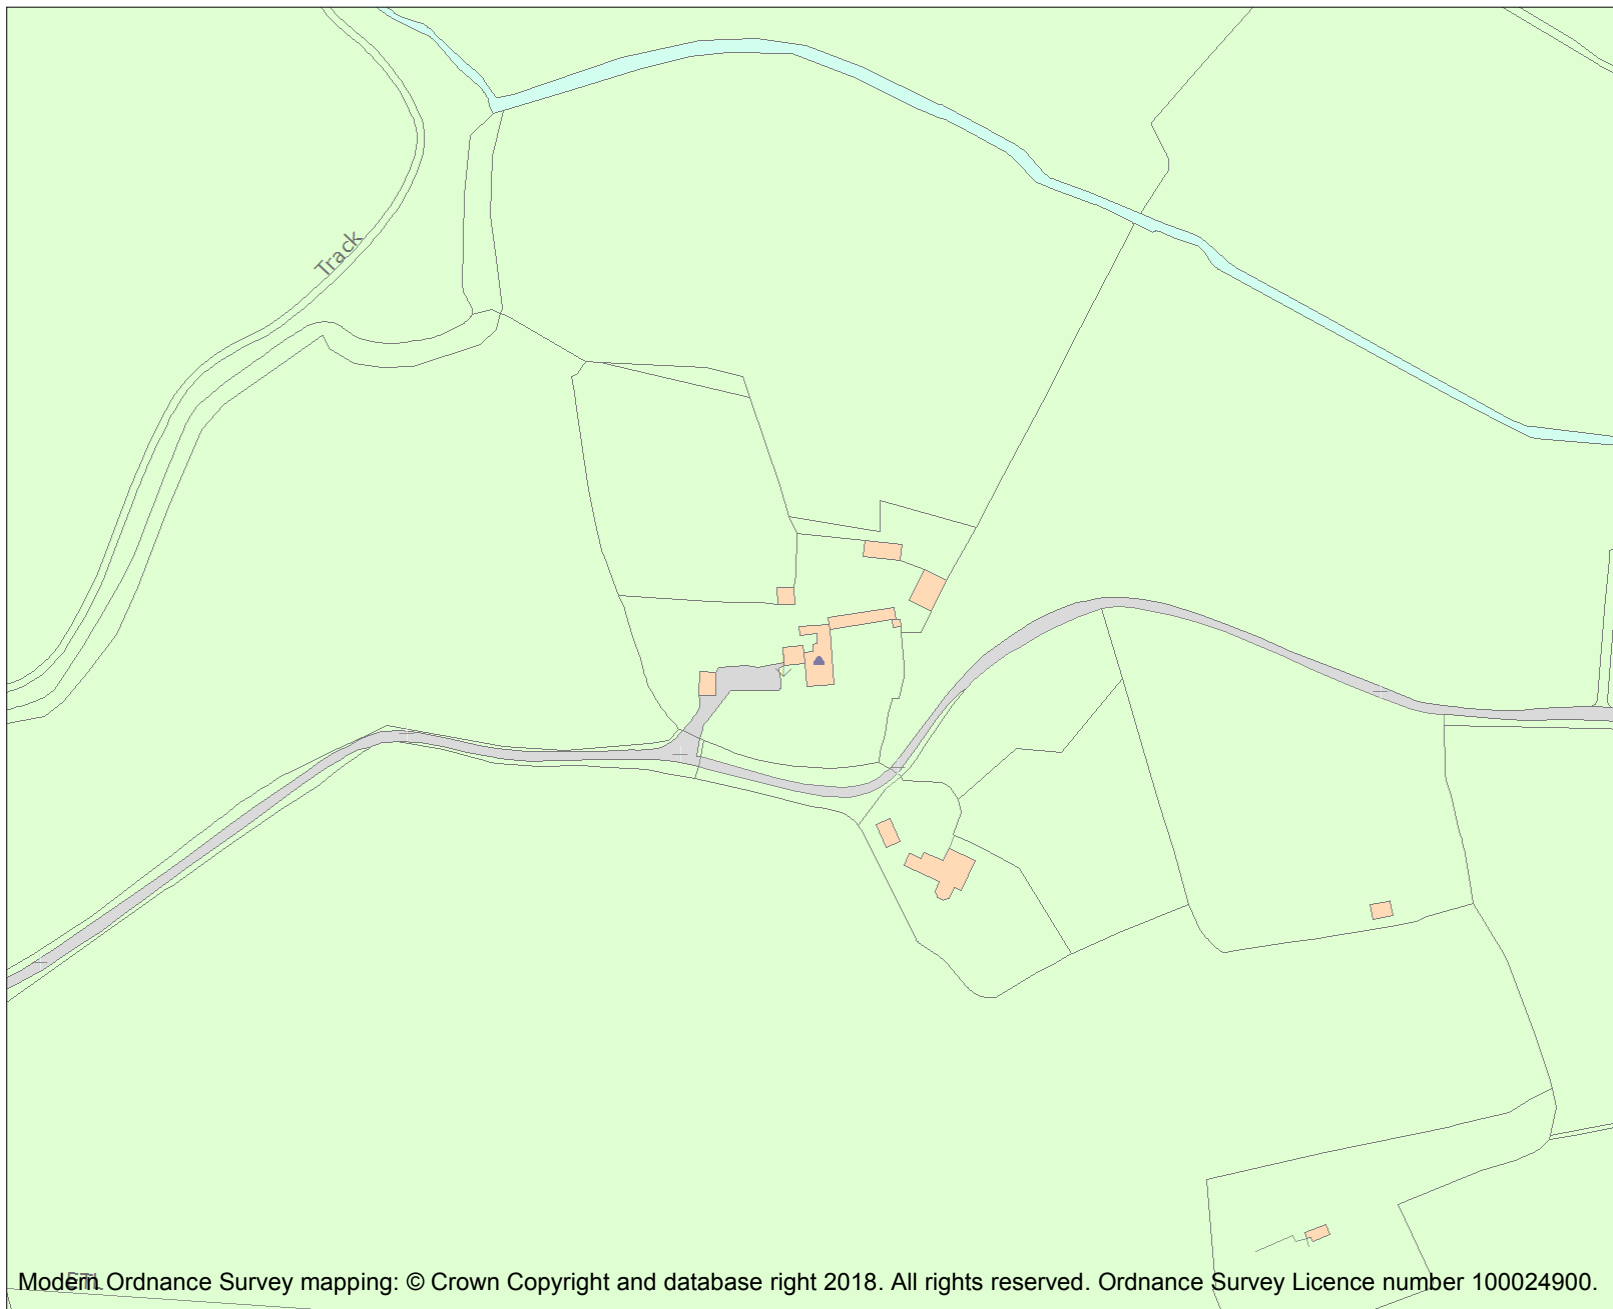 Track
ETL
Modern Ordnance Survey mapping: © Crown Copyright and database right 2018. All rights reserved. Ordnance Survey Licence number 100024900.